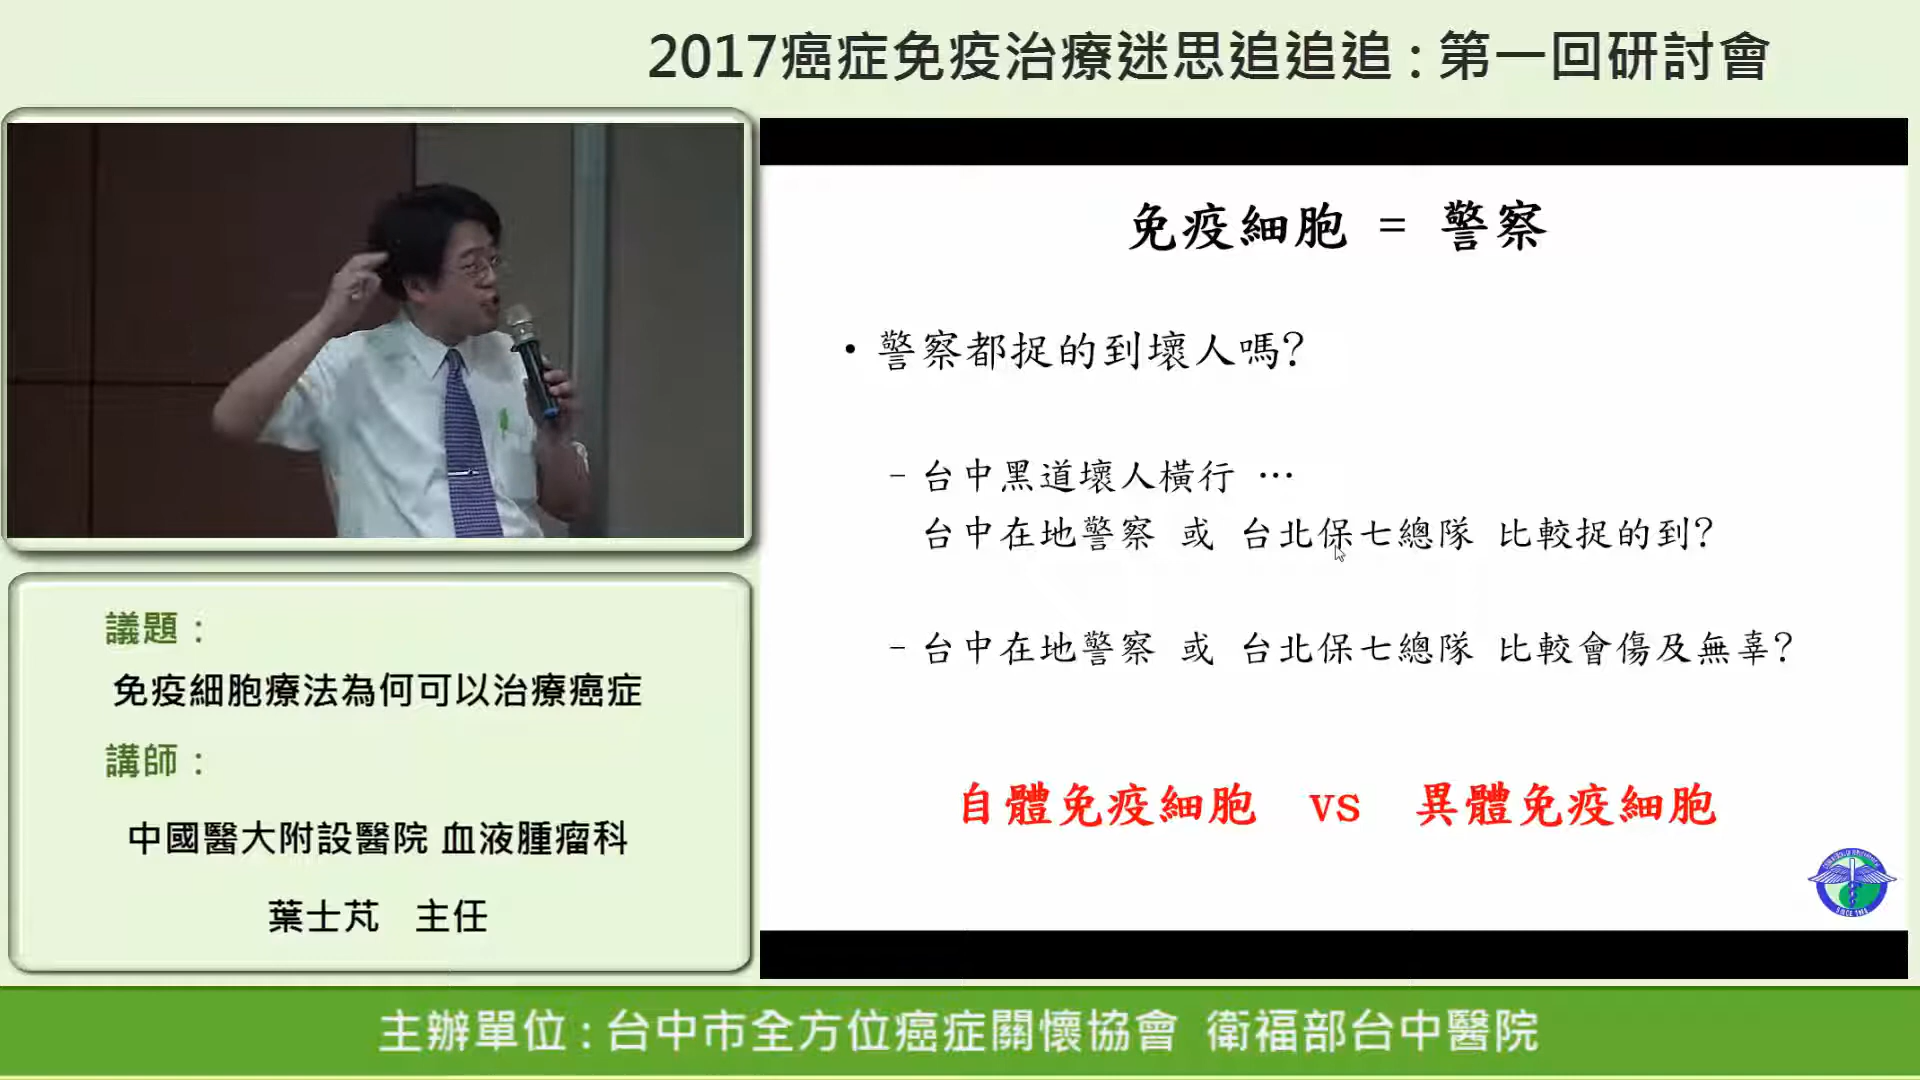 2017癌症免疫治療迷思追追追：第一回研討會
免疫細胞 = 警察
• 警察都捉的到壞人嗎?
– 台中黑道壞人橫行 …
台中在地警察 或 台北保七總隊 比較捉的到?
– 台中在地警察 或 台北保七總隊 比較會傷及無辜?
自體免疫細胞 vs 異體免疫細胞
議題：
免疫細胞療法為何可以治療癌症
講師：
中國醫大附設醫院 血液腫瘤科
葉士芃 主任
主辦單位：台中市全方位癌症關懷協會 衛福部台中醫院